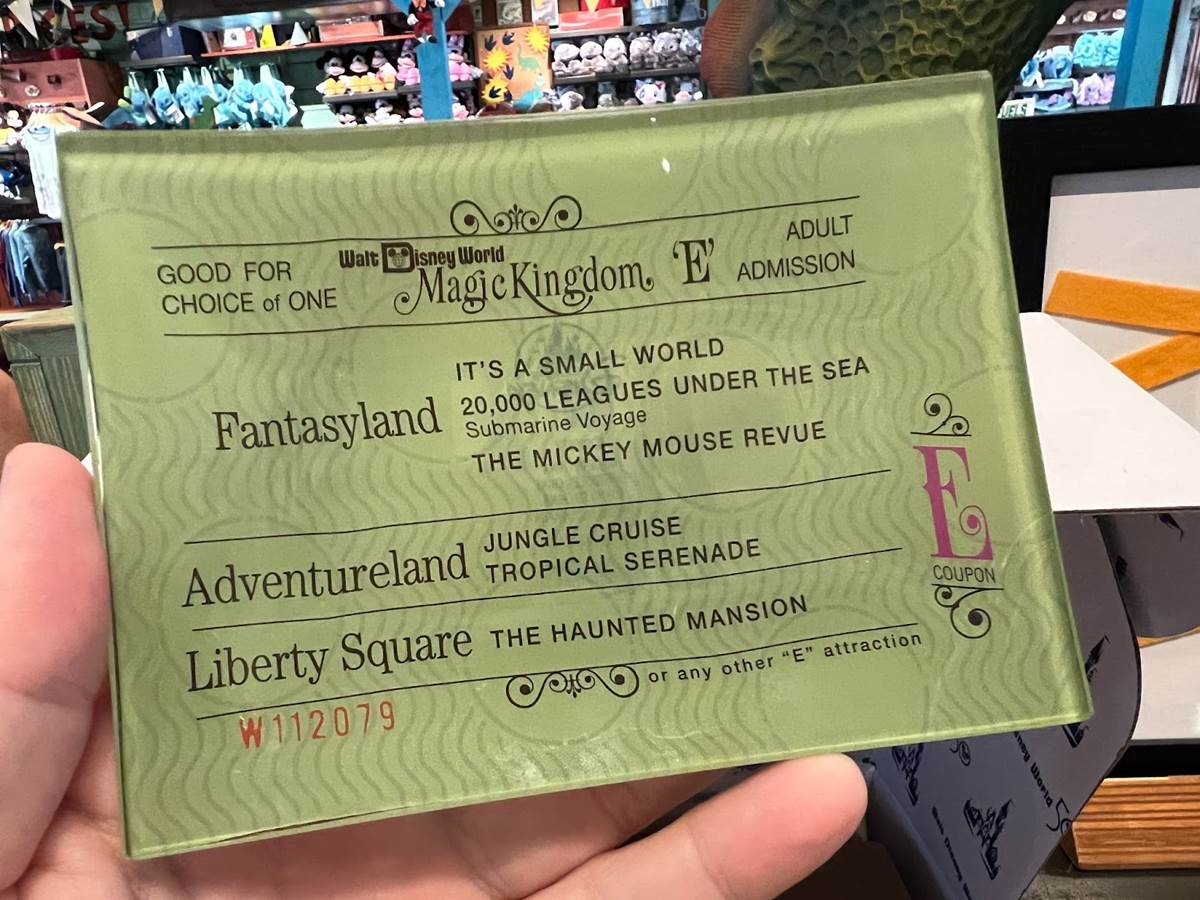 GOOD FOR
CHOICE of ONE
Walt Disney World
Magic Kingdom
'E'
ADULT
ADMISSION
Fantasyland
IT'S A SMALL WORLD
20,000 LEAGUES UNDER THE SEA
Submarine Voyage
THE MICKEY MOUSE REVUE
Adventureland
JUNGLE CRUISE
TROPICAL SERENADE
Liberty Square
THE HAUNTED MANSION
or any other "E" attraction
W112079
E
COUPON